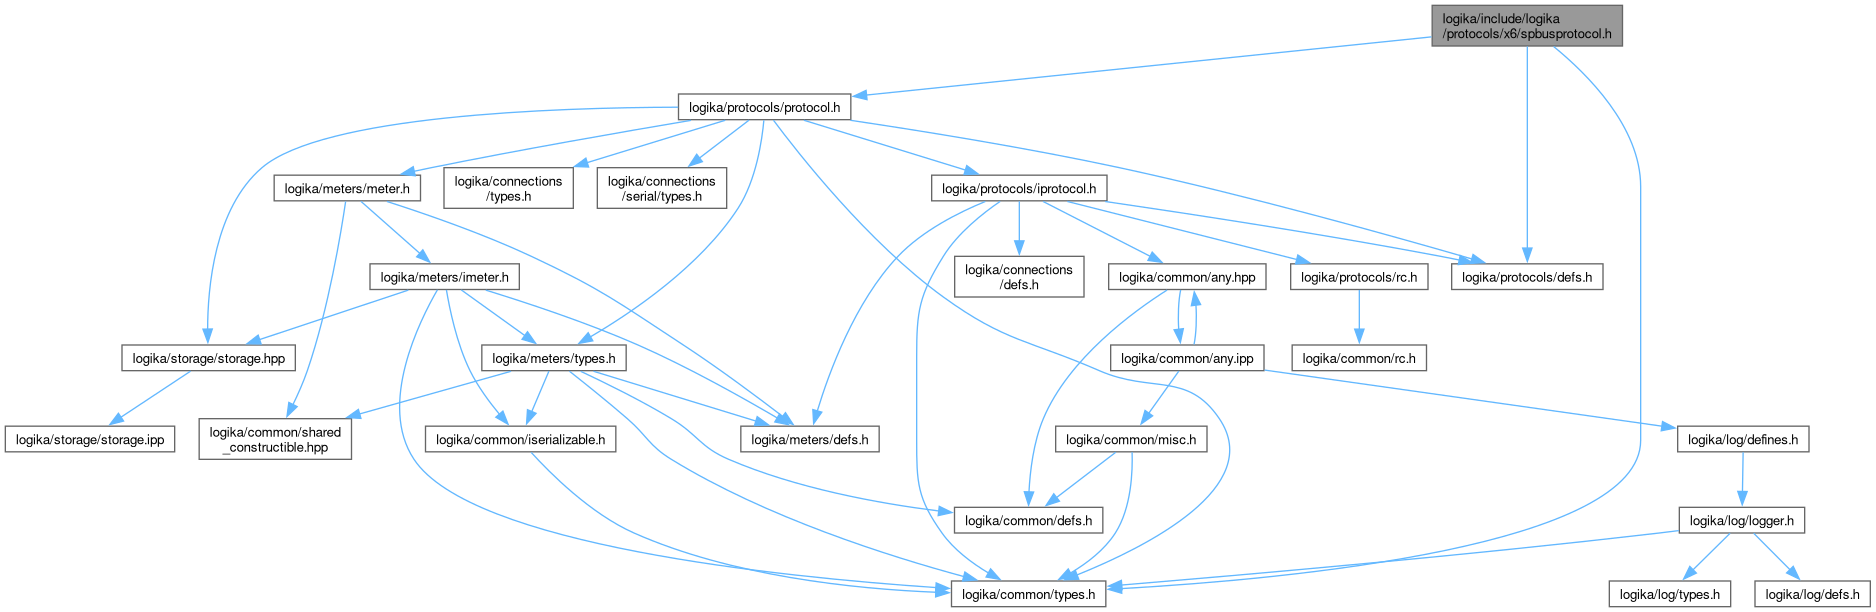 logika/include/logika
/protocols/x6/spbusprotocol.h
logika/protocols/protocol.h
logika/meters/meter.h
logika/connections
/types.h
logika/connections
/serial/types.h
logika/protocols/iprotocol.h
logika/meters/imeter.h
logika/connections
/defs.h
logika/common/any.hpp
logika/protocols/rc.h
logika/protocols/defs.h
logika/storage/storage.hpp
logika/meters/types.h
logika/common/any.ipp
logika/common/rc.h
logika/storage/storage.ipp
logika/common/shared
_constructible.hpp
logika/common/iserializable.h
logika/meters/defs.h
logika/common/misc.h
logika/log/defines.h
logika/common/defs.h
logika/log/logger.h
logika/common/types.h
logika/log/types.h
logika/log/defs.h